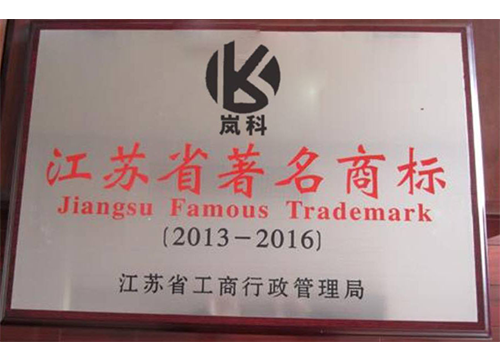 岚科
江苏省著名商标
Jiangsu Famous Trademark
(2013-2016)
江苏省工商行政管理局